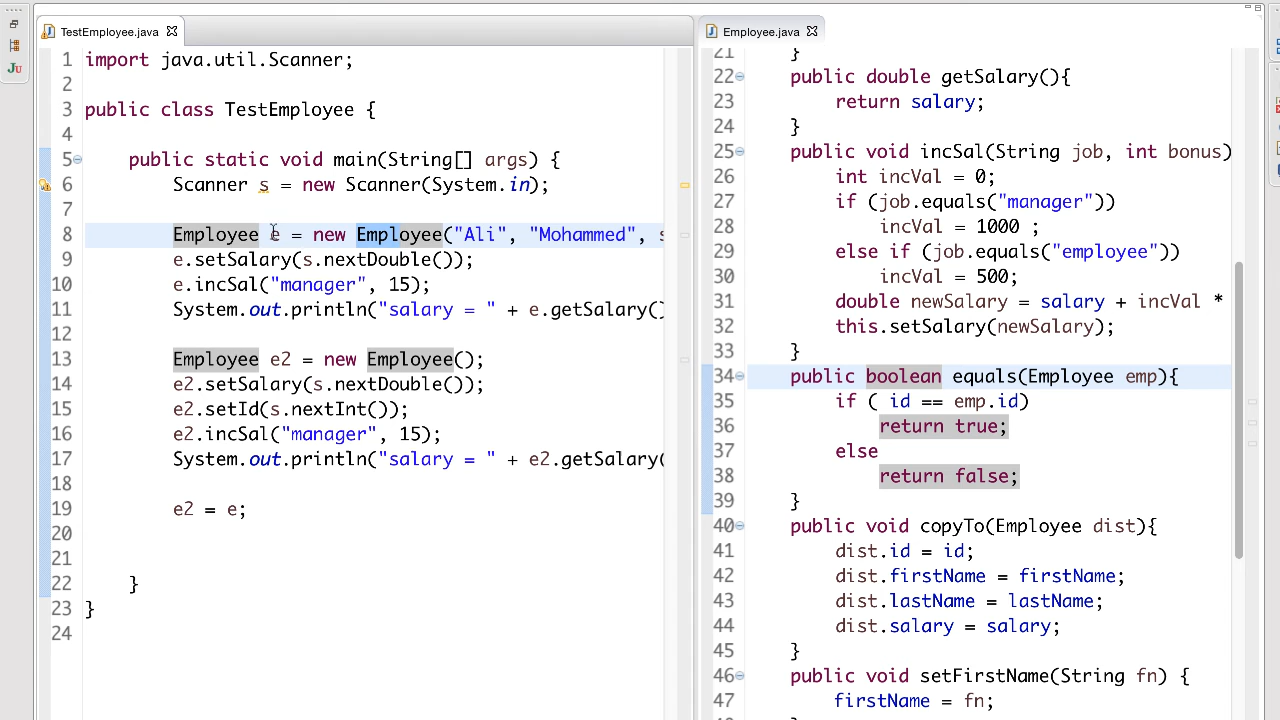 TestEmployee.java
1 import java.util.Scanner;
2
3 public class TestEmployee {
4
5 public static void main(String[] args) {
6 Scanner s = new Scanner(System.in);
7
8 Employee e = new Employee("Ali", "Mohammed", s
9 e.setSalary(s.nextDouble());
10 e.incSal("manager", 15);
11 System.out.println("salary = " + e.getSalary()
12
13 Employee e2 = new Employee();
14 e2.setSalary(s.nextDouble());
15 e2.setId(s.nextInt());
16 e2.incSal("manager", 15);
17 System.out.println("salary = " + e2.getSalary(
18
19 e2 = e;
20
21
22 }
23 }
24
Employee.java
21 }
22 public double getSalary(){
23 return salary;
24 }
25 public void incSal(String job, int bonus)
26 int incVal = 0;
27 if (job.equals("manager"))
28 incVal = 1000 ;
29 else if (job.equals("employee"))
30 incVal = 500;
31 double newSalary = salary + incVal *
32 this.setSalary(newSalary);
33 }
34 public boolean equals(Employee emp){
35 if ( id == emp.id)
36 return true;
37 else
38 return false;
39 }
40 public void copyTo(Employee dist){
41 dist.id = id;
42 dist.firstName = firstName;
43 dist.lastName = lastName;
44 dist.salary = salary;
45 }
46 public void setFirstName(String fn) {
47 firstName = fn;